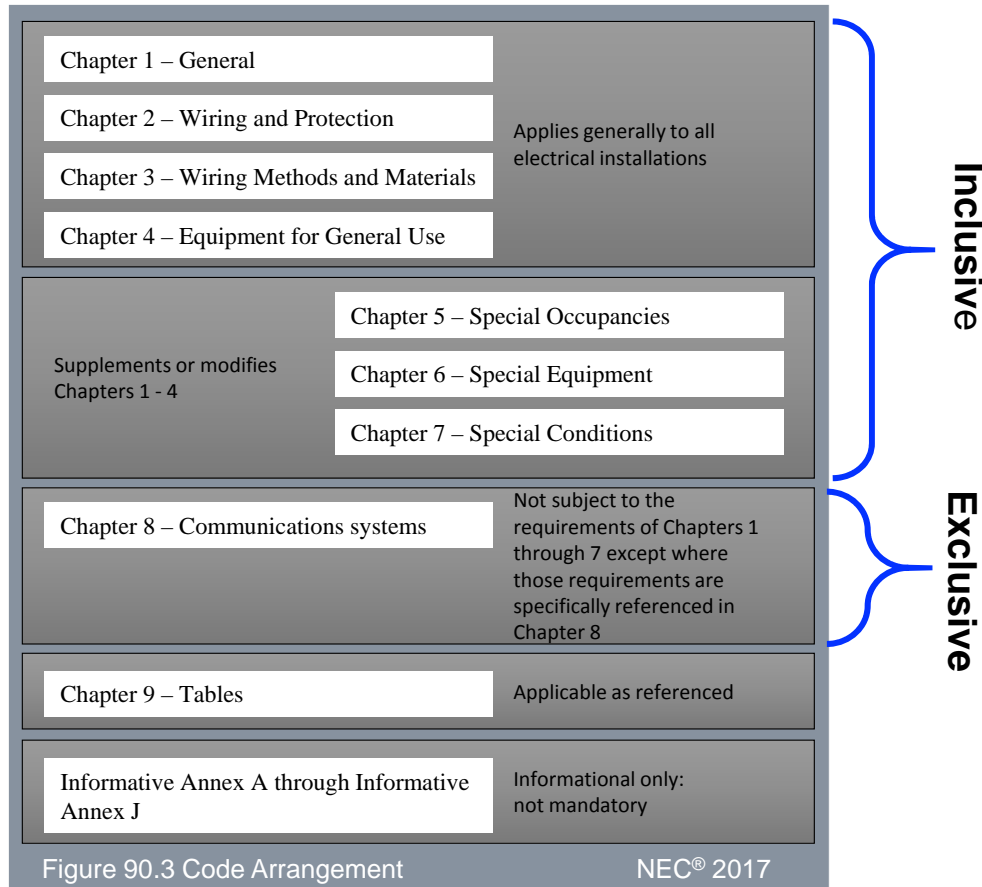 Chapter 1 – General
Chapter 2 – Wiring and Protection
Chapter 3 – Wiring Methods and Materials
Chapter 4 – Equipment for General Use
Applies generally to all
electrical installations
Inclusive
Supplements or modifies
Chapters 1 - 4
Chapter 5 – Special Occupancies
Chapter 6 – Special Equipment
Chapter 7 – Special Conditions
Chapter 8 – Communications systems
Not subject to the
requirements of Chapters 1
through 7 except where
those requirements are
specifically referenced in
Chapter 8
Exclusive
Chapter 9 – Tables
Applicable as referenced
Informative Annex A through Informative
Annex J
Informational only:
not mandatory
Figure 90.3 Code Arrangement
NEC® 2017